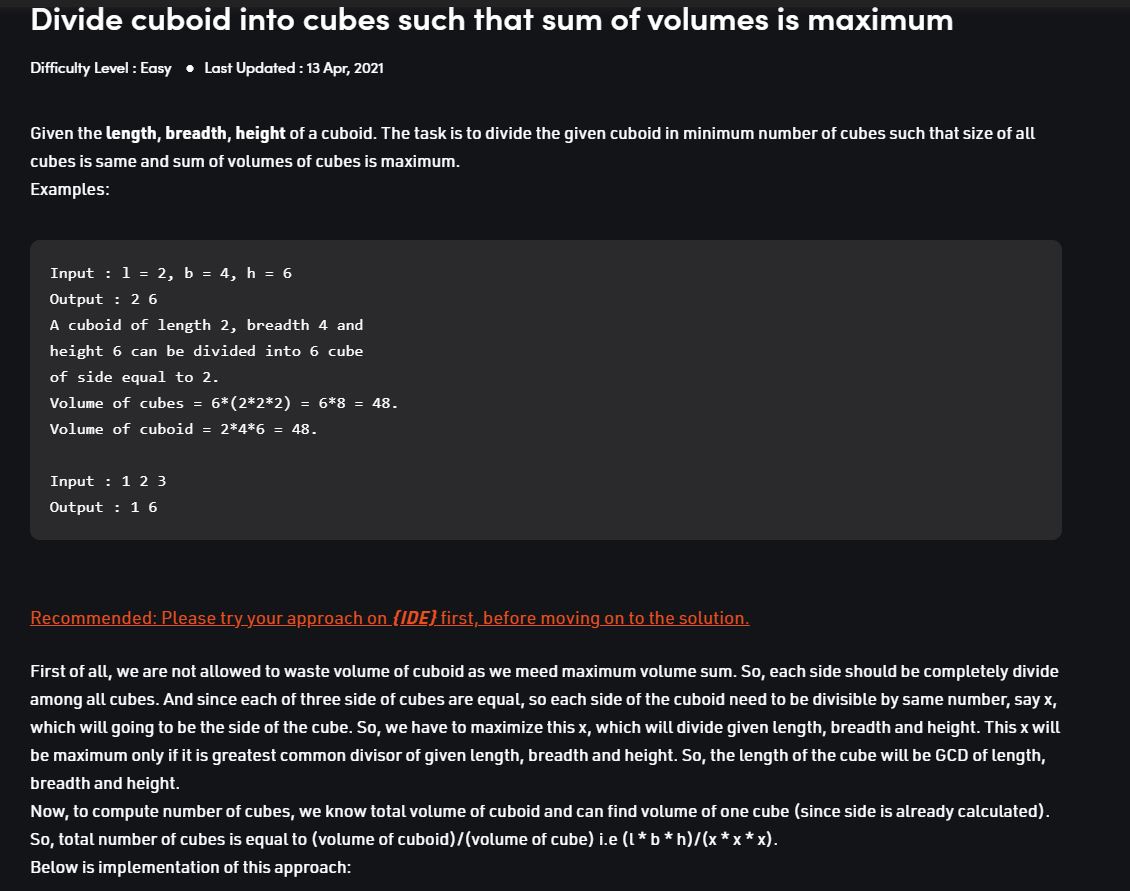 Divide cuboid into cubes such that sum of volumes is maximum
Difficulty Level : Easy ● Last Updated : 13 Apr, 2021
Given the length, breadth, height of a cuboid. The task is to divide the given cuboid in minimum number of cubes such that size of all
cubes is same and sum of volumes of cubes is maximum.
Examples:
Input : l = 2, b = 4, h = 6
Output : 2 6
A cuboid of length 2, breadth 4 and
height 6 can be divided into 6 cube
of side equal to 2.
Volume of cubes = 6*(2*2*2) = 6*8 = 48.
Volume of cuboid = 2*4*6 = 48.
Input : 1 2 3
Output : 1 6
Recommended: Please try your approach on {IDE} first, before moving on to the solution.
First of all, we are not allowed to waste volume of cuboid as we meed maximum volume sum. So, each side should be completely divide
among all cubes. And since each of three side of cubes are equal, so each side of the cuboid need to be divisible by same number, say x,
which will going to be the side of the cube. So, we have to maximize this x, which will divide given length, breadth and height. This x will
be maximum only if it is greatest common divisor of given length, breadth and height. So, the length of the cube will be GCD of length,
breadth and height.
Now, to compute number of cubes, we know total volume of cuboid and can find volume of one cube (since side is already calculated).
So, total number of cubes is equal to (volume of cuboid)/(volume of cube) i.e (l * b * h)/(x * x * x).
Below is implementation of this approach: